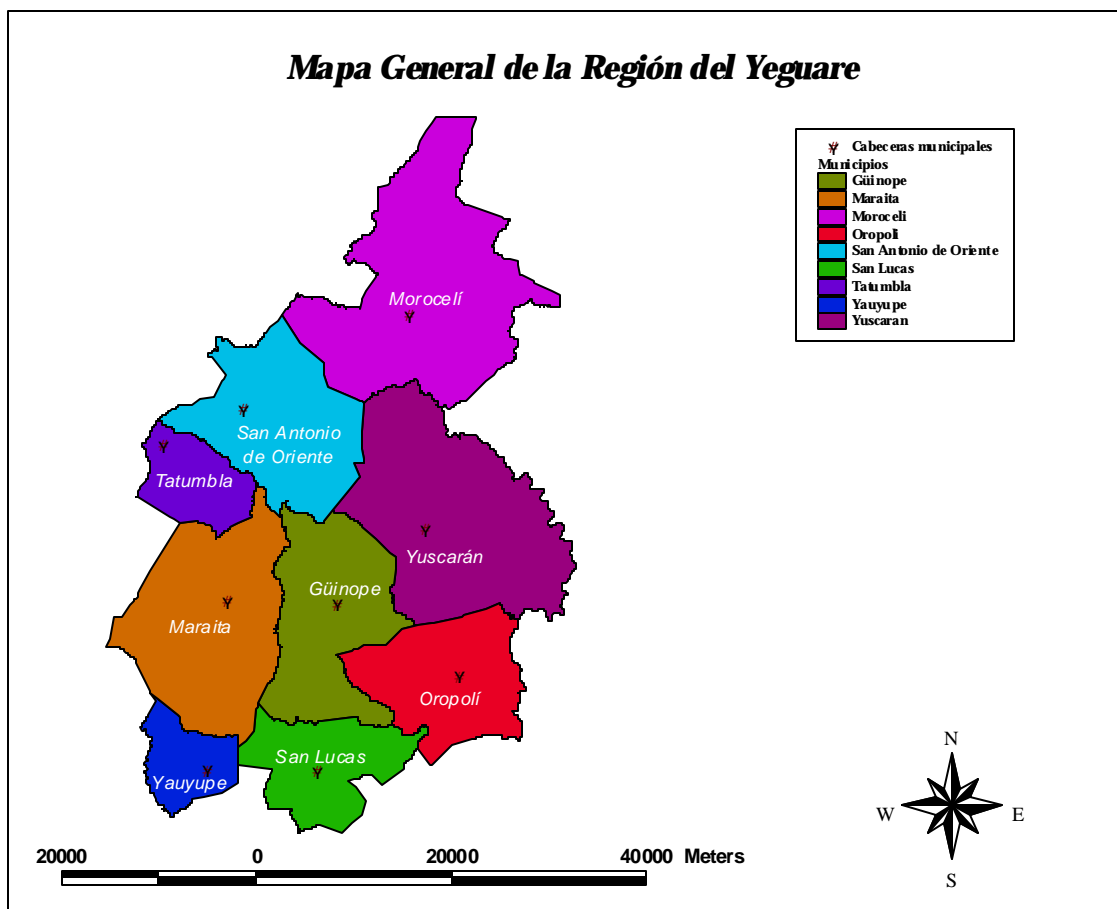 Mapa General de la Región del Yeguare
Cabeceras municipales
Municipios
Güinope
Maraita
Moroceli
Oropoli
San Antonio de Oriente
San Lucas
Tatumbla
Yauyupe
Yuscaran
Morocelí
San Antonio
de Oriente
Tatumbla
Yuscarán
Güinope
Maraita
Oropolí
San Lucas
Yauyupe
N
W E
S
20000 0 20000 40000 Meters